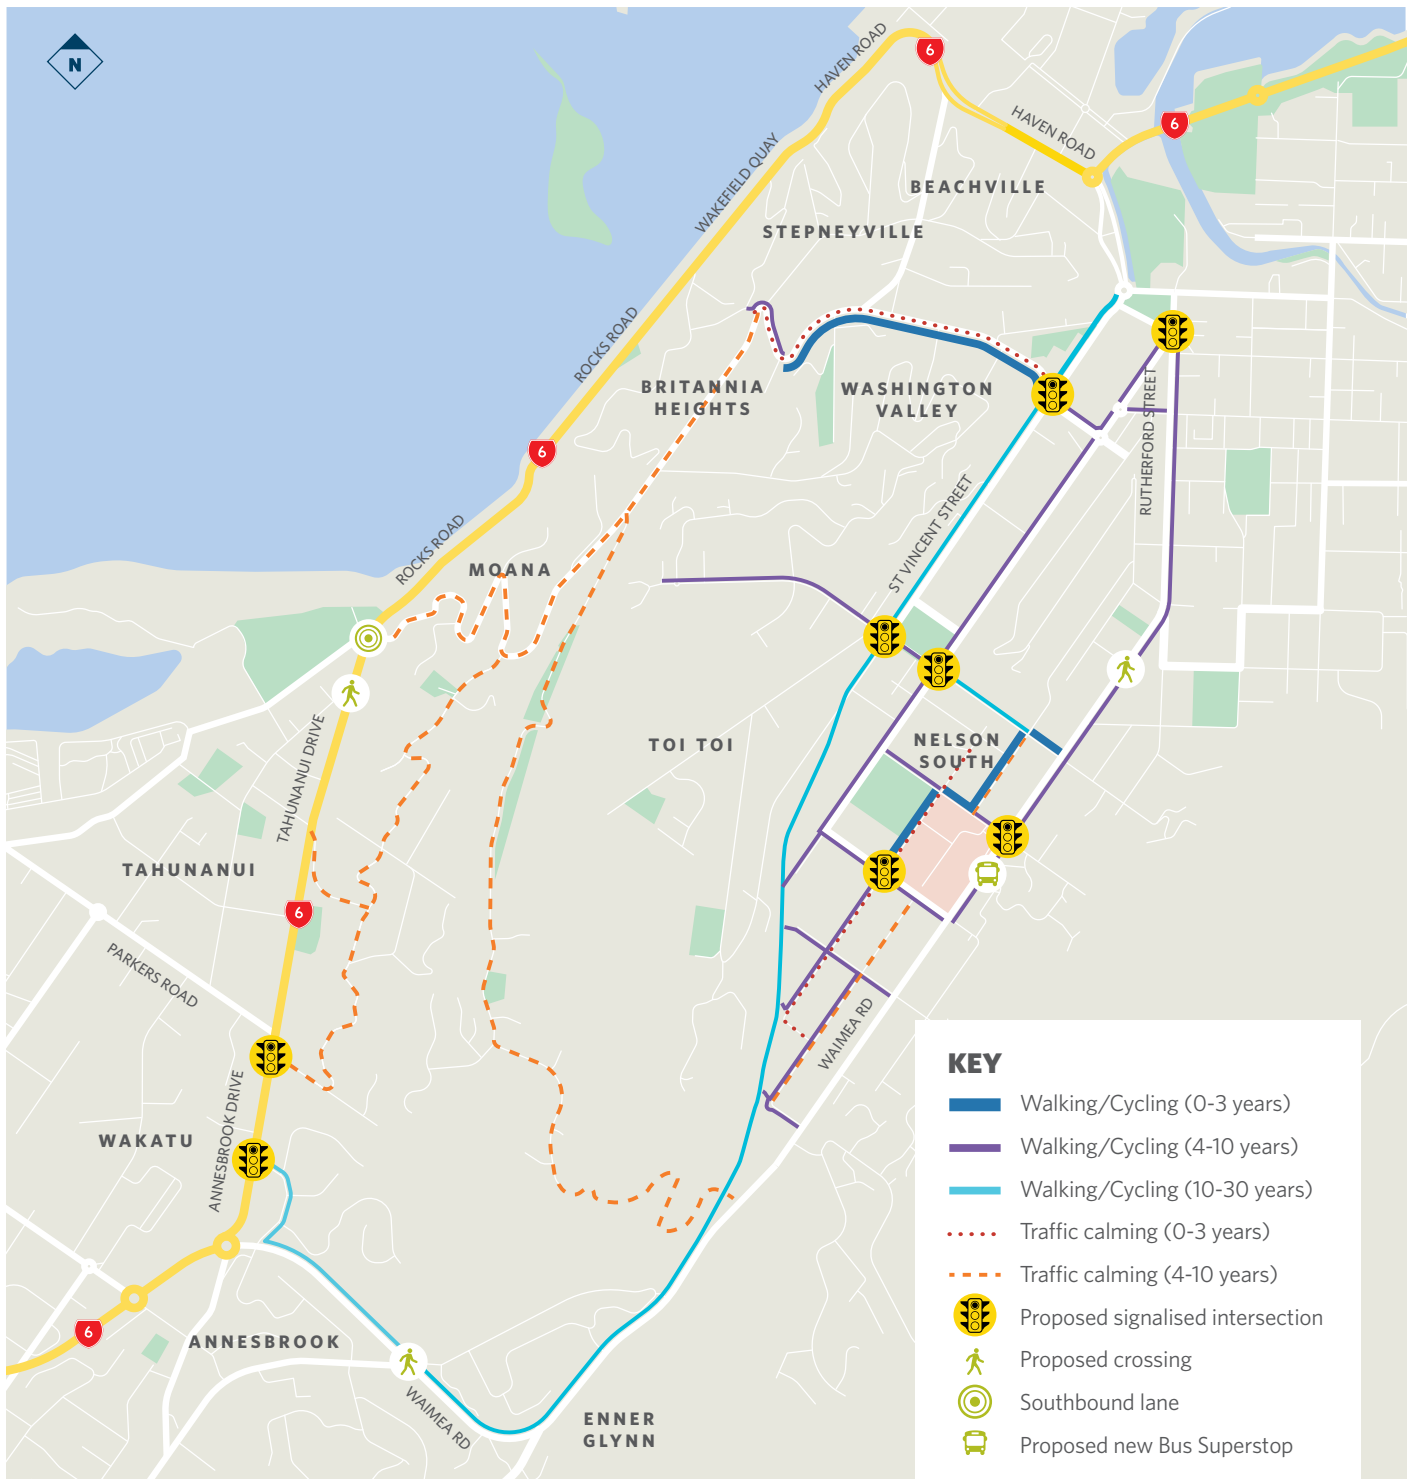 N
HAVEN ROAD
6
HAVEN ROAD
6
WAKEFIELD QUAY
BEACHVILLE
STEPNEYVILLE
ROCKS ROAD
BRITANNIA
HEIGHTS
WASHINGTON
VALLEY
RUTHERFORD STREET
6
ST VINCENT STREET
ROCKS ROAD
MOANA
TAHUNANUI DRIVE
TOI TOI
NELSON
SOUTH
TAHUNANUI
6
PARKERS ROAD
WAIMEA RD
ANNESBROOK DRIVE
WAKATU
6
ANNESBROOK
WAIMEA RD
ENNER
GLYNN
KEY
Walking/Cycling (0-3 years)
Walking/Cycling (4-10 years)
Walking/Cycling (10-30 years)
Traffic calming (0-3 years)
Traffic calming (4-10 years)
Proposed signalised intersection
Proposed crossing
Southbound lane
Proposed new Bus Superstop